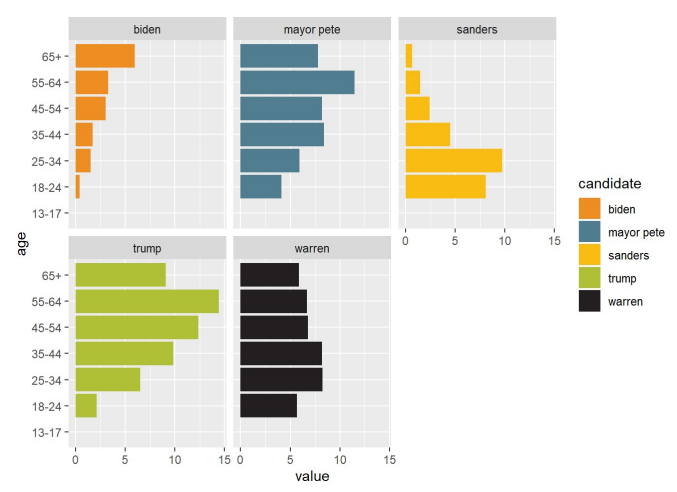 biden
mayor pete
sanders
65+
55-64
45-54
35-44
25-34
18-24
13-17
0 5 10 15
candidate
biden
mayor pete
sanders
trump
warren
age
trump
warren
65+
55-64
45-54
35-44
25-34
18-24
13-17
0 5 10 15
0 5 10 15
value